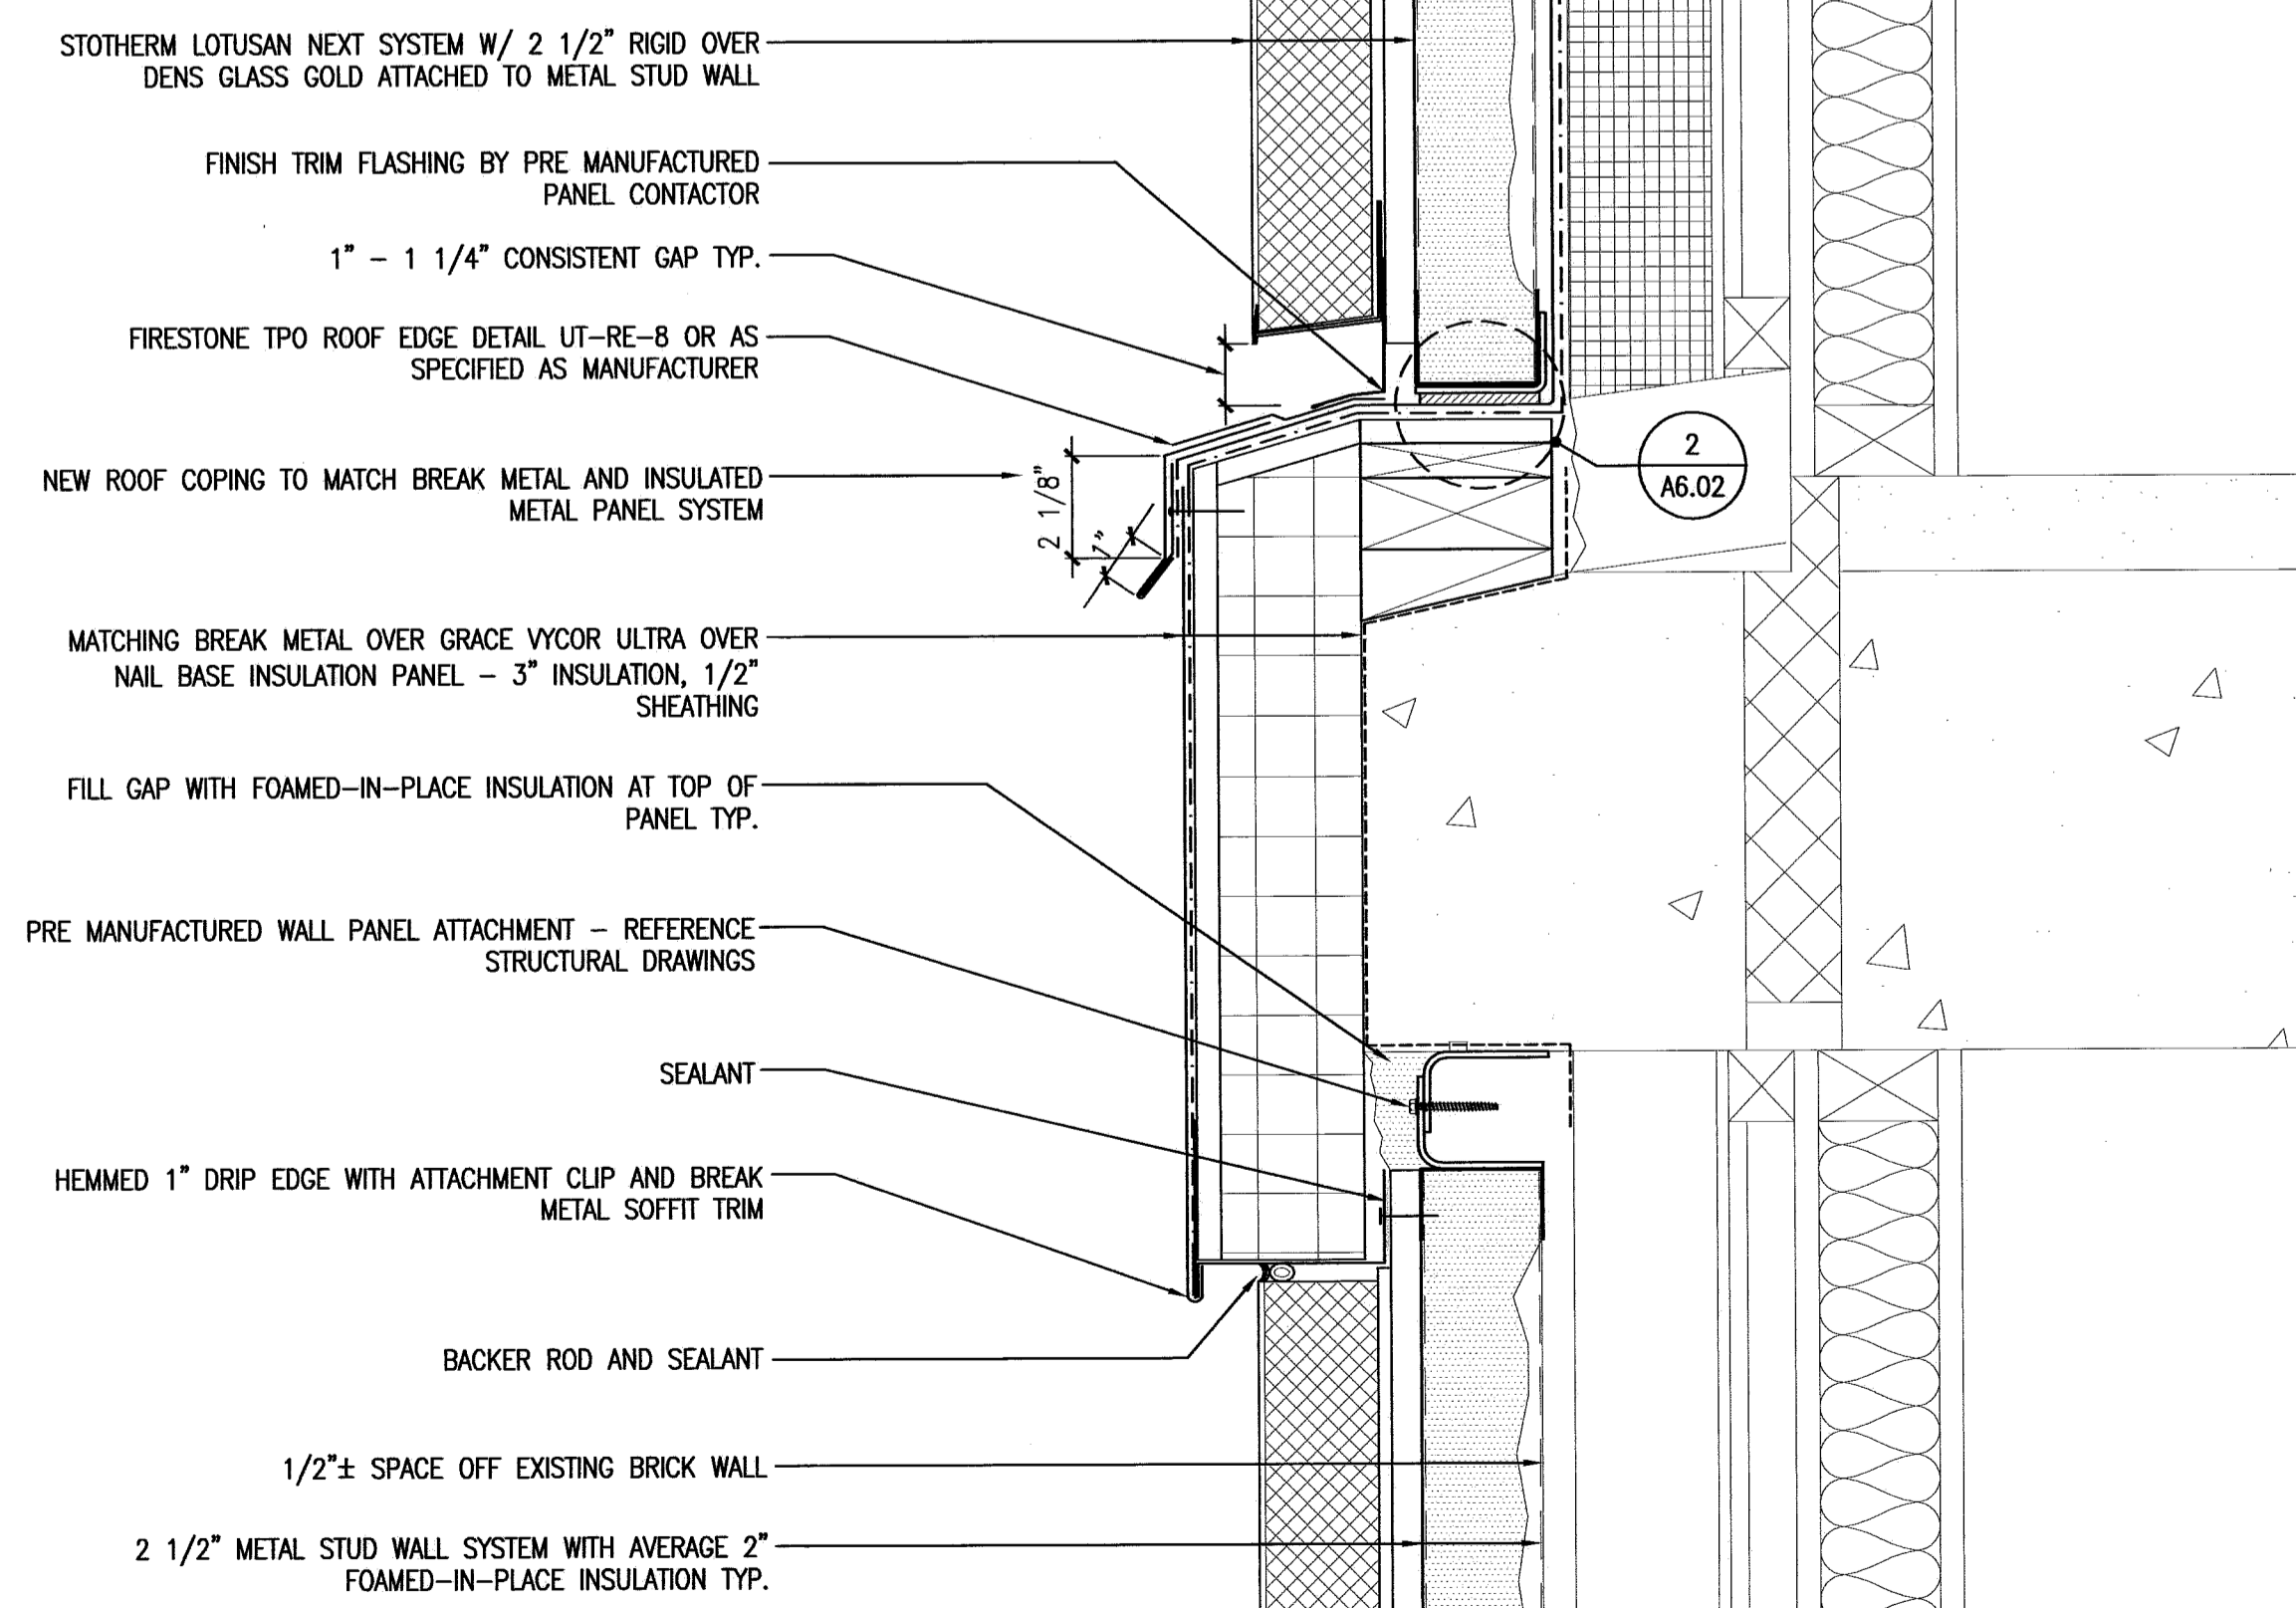 STOTHERM LOTUSAN NEXT SYSTEM W/ 2 1/2" RIGID OVER
DENS GLASS GOLD ATTACHED TO METAL STUD WALL
FINISH TRIM FLASHING BY PRE MANUFACTURED
PANEL CONTACTOR
1" - 1 1/4" CONSISTENT GAP TYP.
FIRESTONE TPO ROOF EDGE DETAIL UT-RE-8 OR AS
SPECIFIED AS MANUFACTURER
NEW ROOF COPING TO MATCH BREAK METAL AND INSULATED
METAL PANEL SYSTEM
2 1/8"
1"
2
A6.02
MATCHING BREAK METAL OVER GRACE VYCOR ULTRA OVER
NAIL BASE INSULATION PANEL - 3" INSULATION, 1/2"
SHEATHING
FILL GAP WITH FOAMED-IN-PLACE INSULATION AT TOP OF
PANEL TYP.
PRE MANUFACTURED WALL PANEL ATTACHMENT - REFERENCE
STRUCTURAL DRAWINGS
SEALANT
HEMMED 1" DRIP EDGE WITH ATTACHMENT CLIP AND BREAK
METAL SOFFIT TRIM
BACKER ROD AND SEALANT
1/2"± SPACE OFF EXISTING BRICK WALL
2 1/2" METAL STUD WALL SYSTEM WITH AVERAGE 2"
FOAMED-IN-PLACE INSULATION TYP.